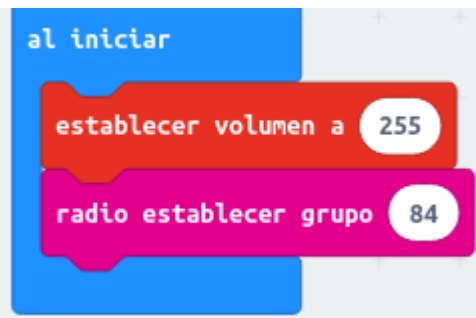 al iniciar
establecer volumen a 255
radio establecer grupo 84